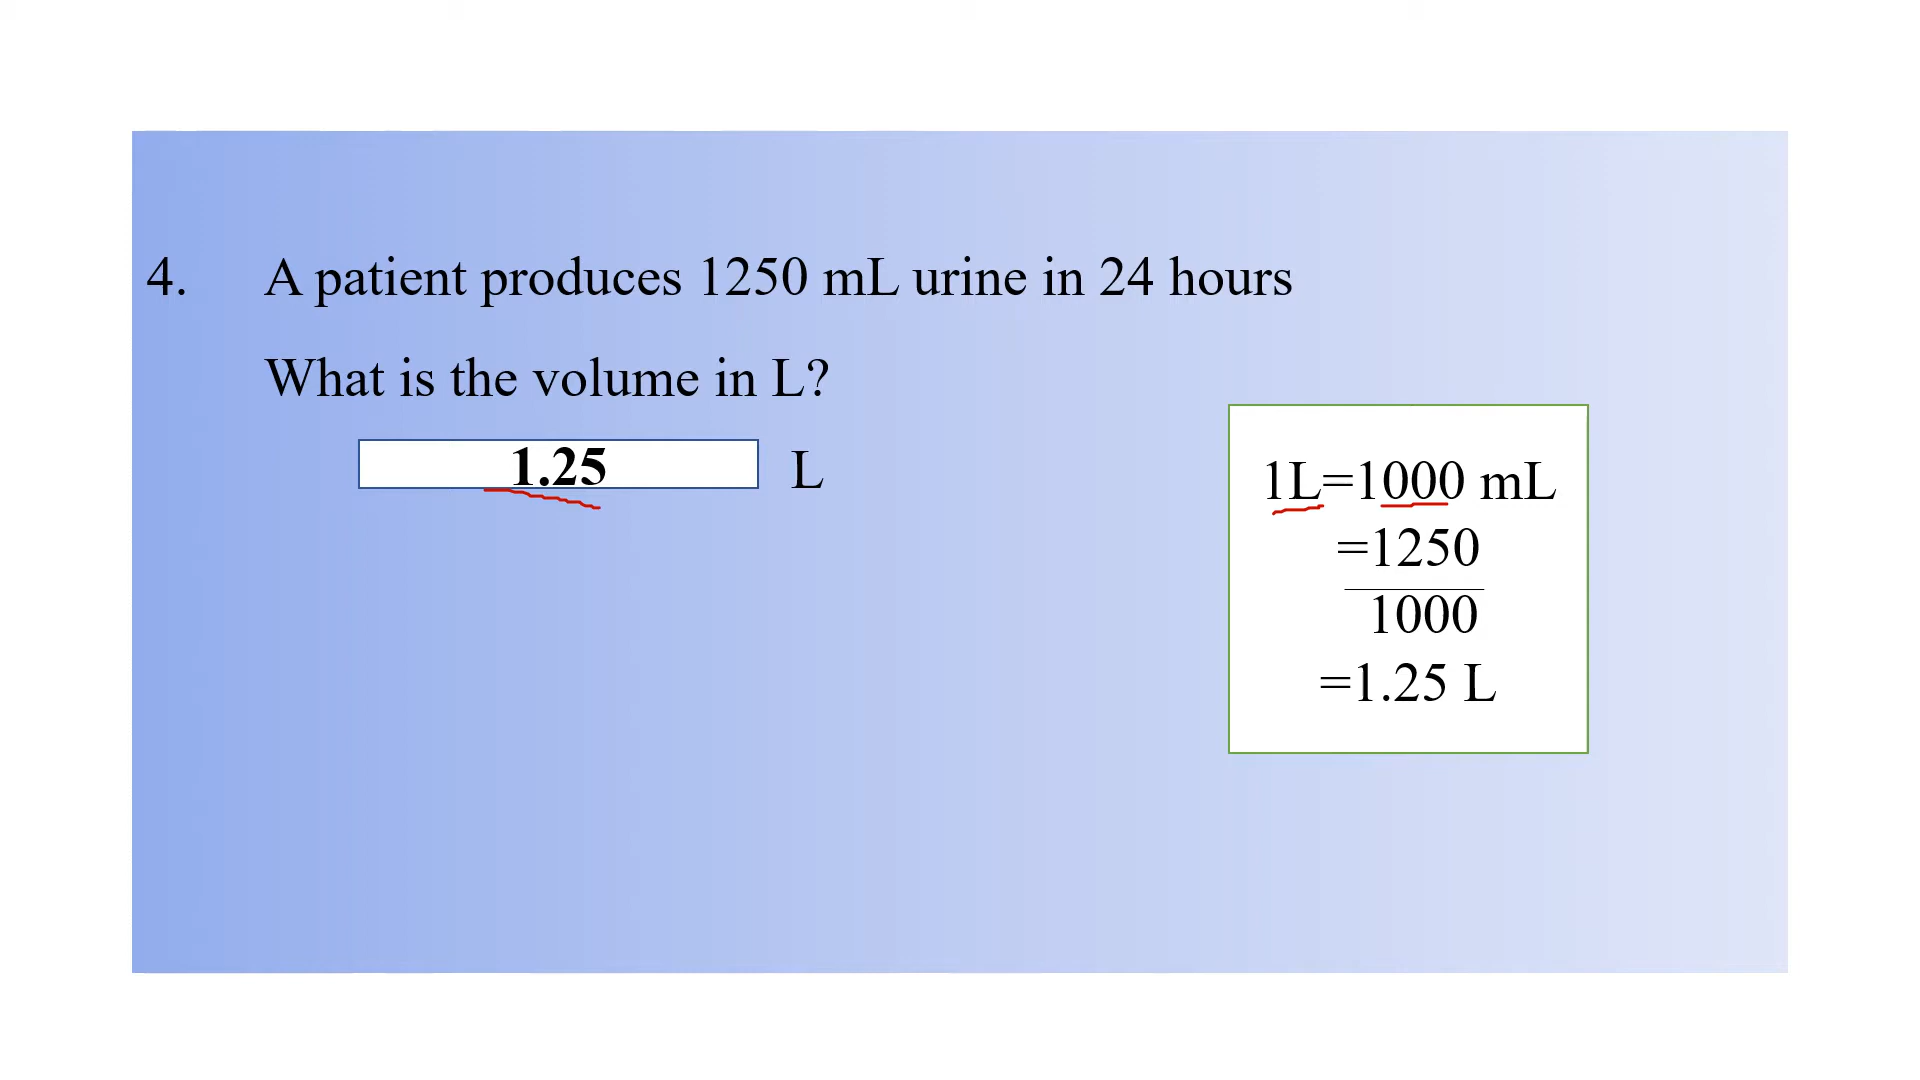 4. A patient produces 1250 mL urine in 24 hours
What is the volume in L?
1.25 L
1L=1000 mL
=1250
1000
=1.25 L